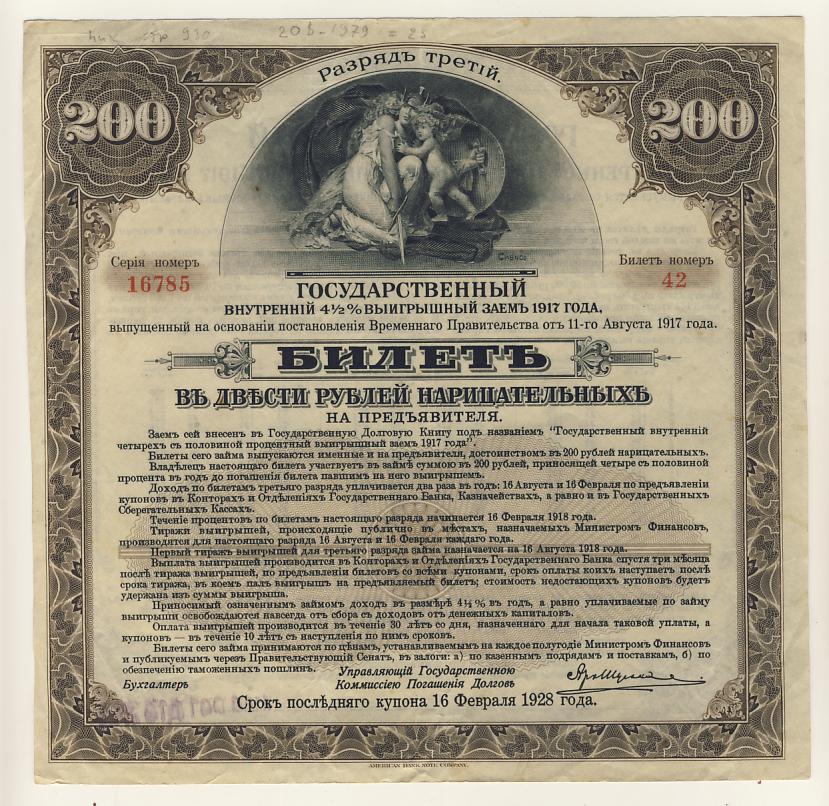 930 20 b - 1979 = 25
Разрядъ третій.
200 200
Серія номеръ Билетъ номеръ
16785 42
ГОСУДАРСТВЕННЫЙ
ВНУТРЕННІЙ 4½% ВЫИГРЫШНЫЙ ЗАЕМЪ 1917 ГОДА,
выпущенный на основаніи постановленія Временнаго Правительства отъ 11-го Августа 1917 года.
БИЛЕТЪ
ВЪ ДВѢСТИ РУБЛЕЙ НАРИЦАТЕЛЬНЫХЪ
НА ПРЕДЪЯВИТЕЛЯ.
Заемъ сей внесенъ въ Государственную Долговую Книгу подъ названіемъ "Государственный внутренній
четырехъ съ половиной процентный выигрышный заемъ 1917 года".
Билеты сего займа выпускаются именные и на предъявителя, достоинствомъ въ 200 рублей нарицательныхъ.
Владѣлецъ настоящаго билета участвуетъ въ займѣ суммою въ 200 рублей, приносящей четыре съ половиной
процента въ годъ до погашенія билета павшимъ на него выигрышемъ.
Доходъ по билетамъ третьяго разряда уплачивается два раза въ годъ: 16 Августа и 16 Февраля по предъявленіи
купоновъ въ Конторахъ и Отдѣленіяхъ Государственнаго Банка, Казначействахъ, а равно и въ Государственныхъ
Сберегательныхъ Кассахъ.
Теченіе процентовъ по билетамъ настоящаго разряда начинается 16 Февраля 1918 года.
Тиражи выигрышей, происходящіе публично въ мѣстахъ, назначаемыхъ Министромъ Финансовъ,
производятся для настоящаго разряда 16 Августа и 16 Февраля каждаго года.
Первый тиражъ выигрышей для третьяго разряда займа назначается на 16 Августа 1918 года.
Выплата выигрышей производится въ Конторахъ и Отдѣленіяхъ Государственнаго Банка спустя три мѣсяца
послѣ тиража выигрышей, по предъявленіи билетовъ со всѣми купонами, срокъ оплаты коихъ наступаетъ послѣ
срока тиража, въ коемъ палъ выигрышъ на предъявляемый билетъ; стоимость недостающихъ купоновъ будетъ
удержана изъ суммы выигрыша.
Приносимый означеннымъ займомъ доходъ въ размѣрѣ 4½% въ годъ, а равно уплачиваемые по займу
выигрыши освобождаются навсегда отъ сбора съ доходовъ отъ денежныхъ капиталовъ.
Оплата выигрышей производится въ теченіе 30 лѣтъ со дня, назначеннаго для начала таковой уплаты, а
купоновъ — въ теченіе 10 лѣтъ съ наступленія по нимъ сроковъ.
Билеты сего займа принимаются по цѣнамъ, устанавливаемымъ на каждое полугодіе Министромъ Финансовъ
и публикуемымъ черезъ Правительствующій Сенатъ, въ залоги: а) по казеннымъ подрядамъ и поставкамъ, б) по
обезпеченію таможенныхъ пошлинъ.
Управляющій Государственною
Бухгалтеръ Коммиссіею Погашенія Долговъ
Срокъ послѣдняго купона 16 Февраля 1928 года.
AMERICAN BANK NOTE COMPANY.